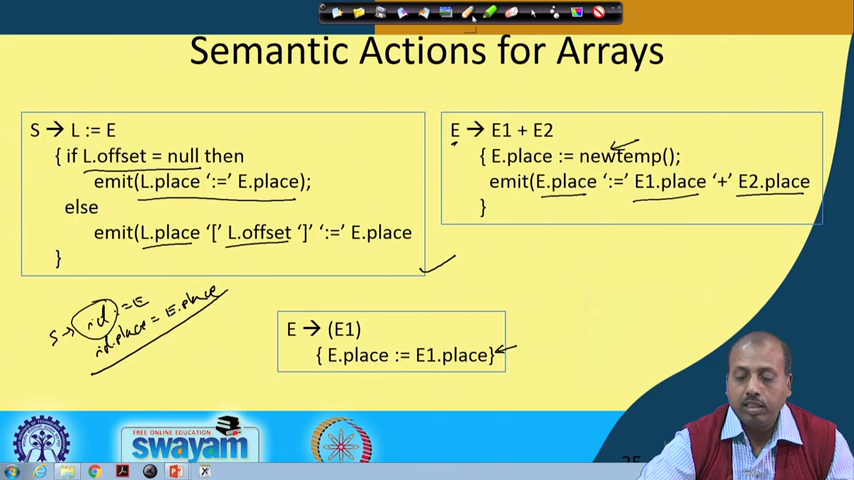 Semantic Actions for Arrays
S → L := E
{ if L.offset = null then
emit(L.place ‘:=’ E.place);
else
emit(L.place ‘[’ L.offset ‘]’ ‘:=’ E.place
}
E → E1 + E2
{ E.place := newtemp();
emit(E.place ‘:=’ E1.place ‘+’ E2.place
}
S → id = E
id.place = E.place
E → (E1)
{ E.place := E1.place}
FREE ONLINE EDUCATION
swayam